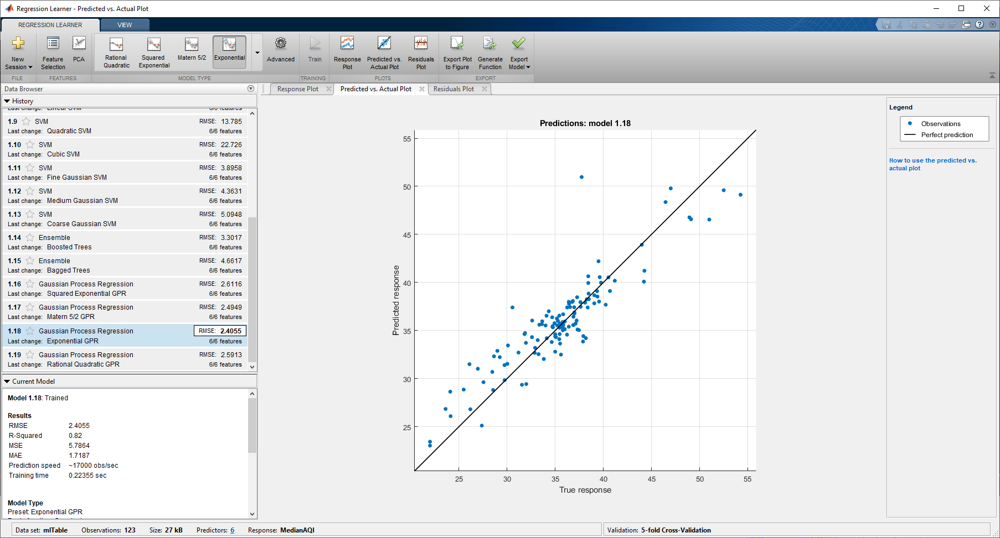 Regression Learner - Predicted vs. Actual Plot
REGRESSION LEARNER
VIEW
New Session
Feature Selection
PCA
Rational Quadratic
Squared Exponential
Matern 5/2
Exponential
Advanced
Train
Response Plot
Predicted vs. Actual Plot
Residuals Plot
Export Plot to Figure
Generate Function
Export Model
FILE
FEATURES
MODEL TYPE
TRAINING
PLOTS
EXPORT
Data Browser
History
Last change: Linear SVM
1.9 SVM RMSE: 13.785
Last change: Quadratic SVM 6/6 features
1.10 SVM RMSE: 22.726
Last change: Cubic SVM 6/6 features
1.11 SVM RMSE: 3.8958
Last change: Fine Gaussian SVM 6/6 features
1.12 SVM RMSE: 4.3631
Last change: Medium Gaussian SVM 6/6 features
1.13 SVM RMSE: 5.0948
Last change: Coarse Gaussian SVM 6/6 features
1.14 Ensemble RMSE: 3.3017
Last change: Boosted Trees 6/6 features
1.15 Ensemble RMSE: 4.6617
Last change: Bagged Trees 6/6 features
1.16 Gaussian Process Regression RMSE: 2.6116
Last change: Squared Exponential GPR 6/6 features
1.17 Gaussian Process Regression RMSE: 2.4949
Last change: Matern 5/2 GPR 6/6 features
1.18 Gaussian Process Regression RMSE: 2.4055
Last change: Exponential GPR 6/6 features
1.19 Gaussian Process Regression RMSE: 2.5913
Last change: Rational Quadratic GPR 6/6 features
Current Model
Model 1.18: Trained
Results
RMSE 2.4055
R-Squared 0.82
MSE 5.7864
MAE 1.7187
Prediction speed ~17000 obs/sec
Training time 0.22355 sec
Model Type
Preset: Exponential GPR
Response Plot
Predicted vs. Actual Plot
Residuals Plot
Predictions: model 1.18
Predicted response
55
50
45
40
35
30
25
25 30 35 40 45 50 55
True response
Legend
Observations
Perfect prediction
How to use the predicted vs.
actual plot
Data set: mlTable Observations: 123 Size: 27 kB Predictors: 6 Response: MedianAQI
Validation: 5-fold Cross-Validation